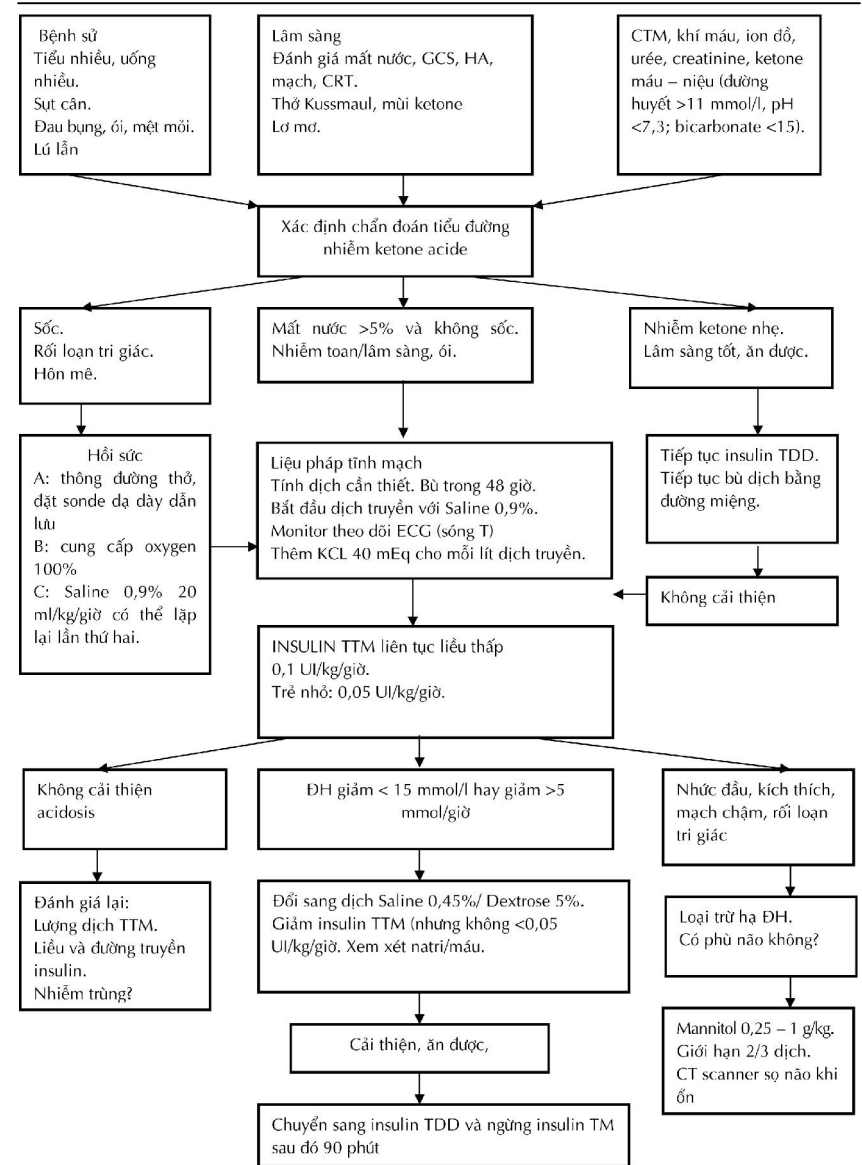 Bệnh sử
Tiểu nhiều, uống
nhiều.
Sụt cân.
Đau bụng, ói, mệt mỏi.
Lú lẫn
Lâm sàng
Đánh giá mất nước, GCS, HA,
mạch, CRT.
Thở Kussmaul, mùi ketone
Lơ mơ.
CTM, khí máu, ion đồ,
urée, creatinine, ketone
máu – niệu (đường
huyết >11 mmol/l, pH
<7,3; bicarbonate <15).
Xác định chẩn đoán tiểu đường
nhiễm ketone acide
Sốc.
Rối loạn tri giác.
Hôn mê.
Mất nước >5% và không sốc.
Nhiễm toan/lâm sàng, ói.
Nhiễm ketone nhẹ.
Lâm sàng tốt, ăn được.
Hồi sức
A: thông đường thở,
đặt sonde dạ dày dẫn
lưu
B: cung cấp oxygen
100%
C: Saline 0,9% 20
ml/kg/giờ có thể lặp
lại lần thứ hai.
Liệu pháp tĩnh mạch
Tính dịch cần thiết. Bù trong 48 giờ.
Bắt đầu dịch truyền với Saline 0,9%.
Monitor theo dõi ECG (sóng T)
Thêm KCL 40 mEq cho mỗi lít dịch truyền.
Tiếp tục insulin TDD.
Tiếp tục bù dịch bằng
đường miệng.
Không cải thiện
INSULIN TTM liên tục liều thấp
0,1 UI/kg/giờ.
Trẻ nhỏ: 0,05 UI/kg/giờ.
Không cải thiện
acidosis
ĐH giảm < 15 mmol/l hay giảm >5
mmol/giờ
Nhức đầu, kích thích,
mạch chậm, rối loạn
tri giác
Đánh giá lại:
Lượng dịch TTM.
Liều và đường truyền
insulin.
Nhiễm trùng?
Đổi sang dịch Saline 0,45%/ Dextrose 5%.
Giảm insulin TTM (nhưng không <0,05
UI/kg/giờ. Xem xét natri/máu.
Loại trừ hạ ĐH.
Có phù não không?
Cải thiện, ăn được,
Mannitol 0,25 – 1 g/kg.
Giới hạn 2/3 dịch.
CT scanner sọ não khi
ổn
Chuyển sang insulin TDD và ngừng insulin TM
sau đó 90 phút